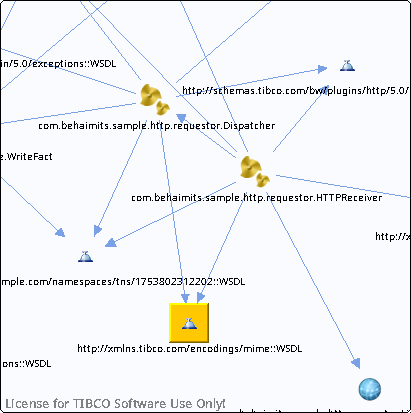 in/5.0/exceptions::WSDL
http://schemas.tibco.com/bw/plugins/http/5.0/
com.behaimits.sample.http.requestor.Dispatcher
e.WriteFact
com.behaimits.sample.http.requestor.HTTPReceiver
http://x
mple.com/namespaces/tns/1753802312202::WSDL
http://xmlns.tibco.com/encodings/mime::WSDL
ons::WSDL
License for TIBCO Software Use Only!